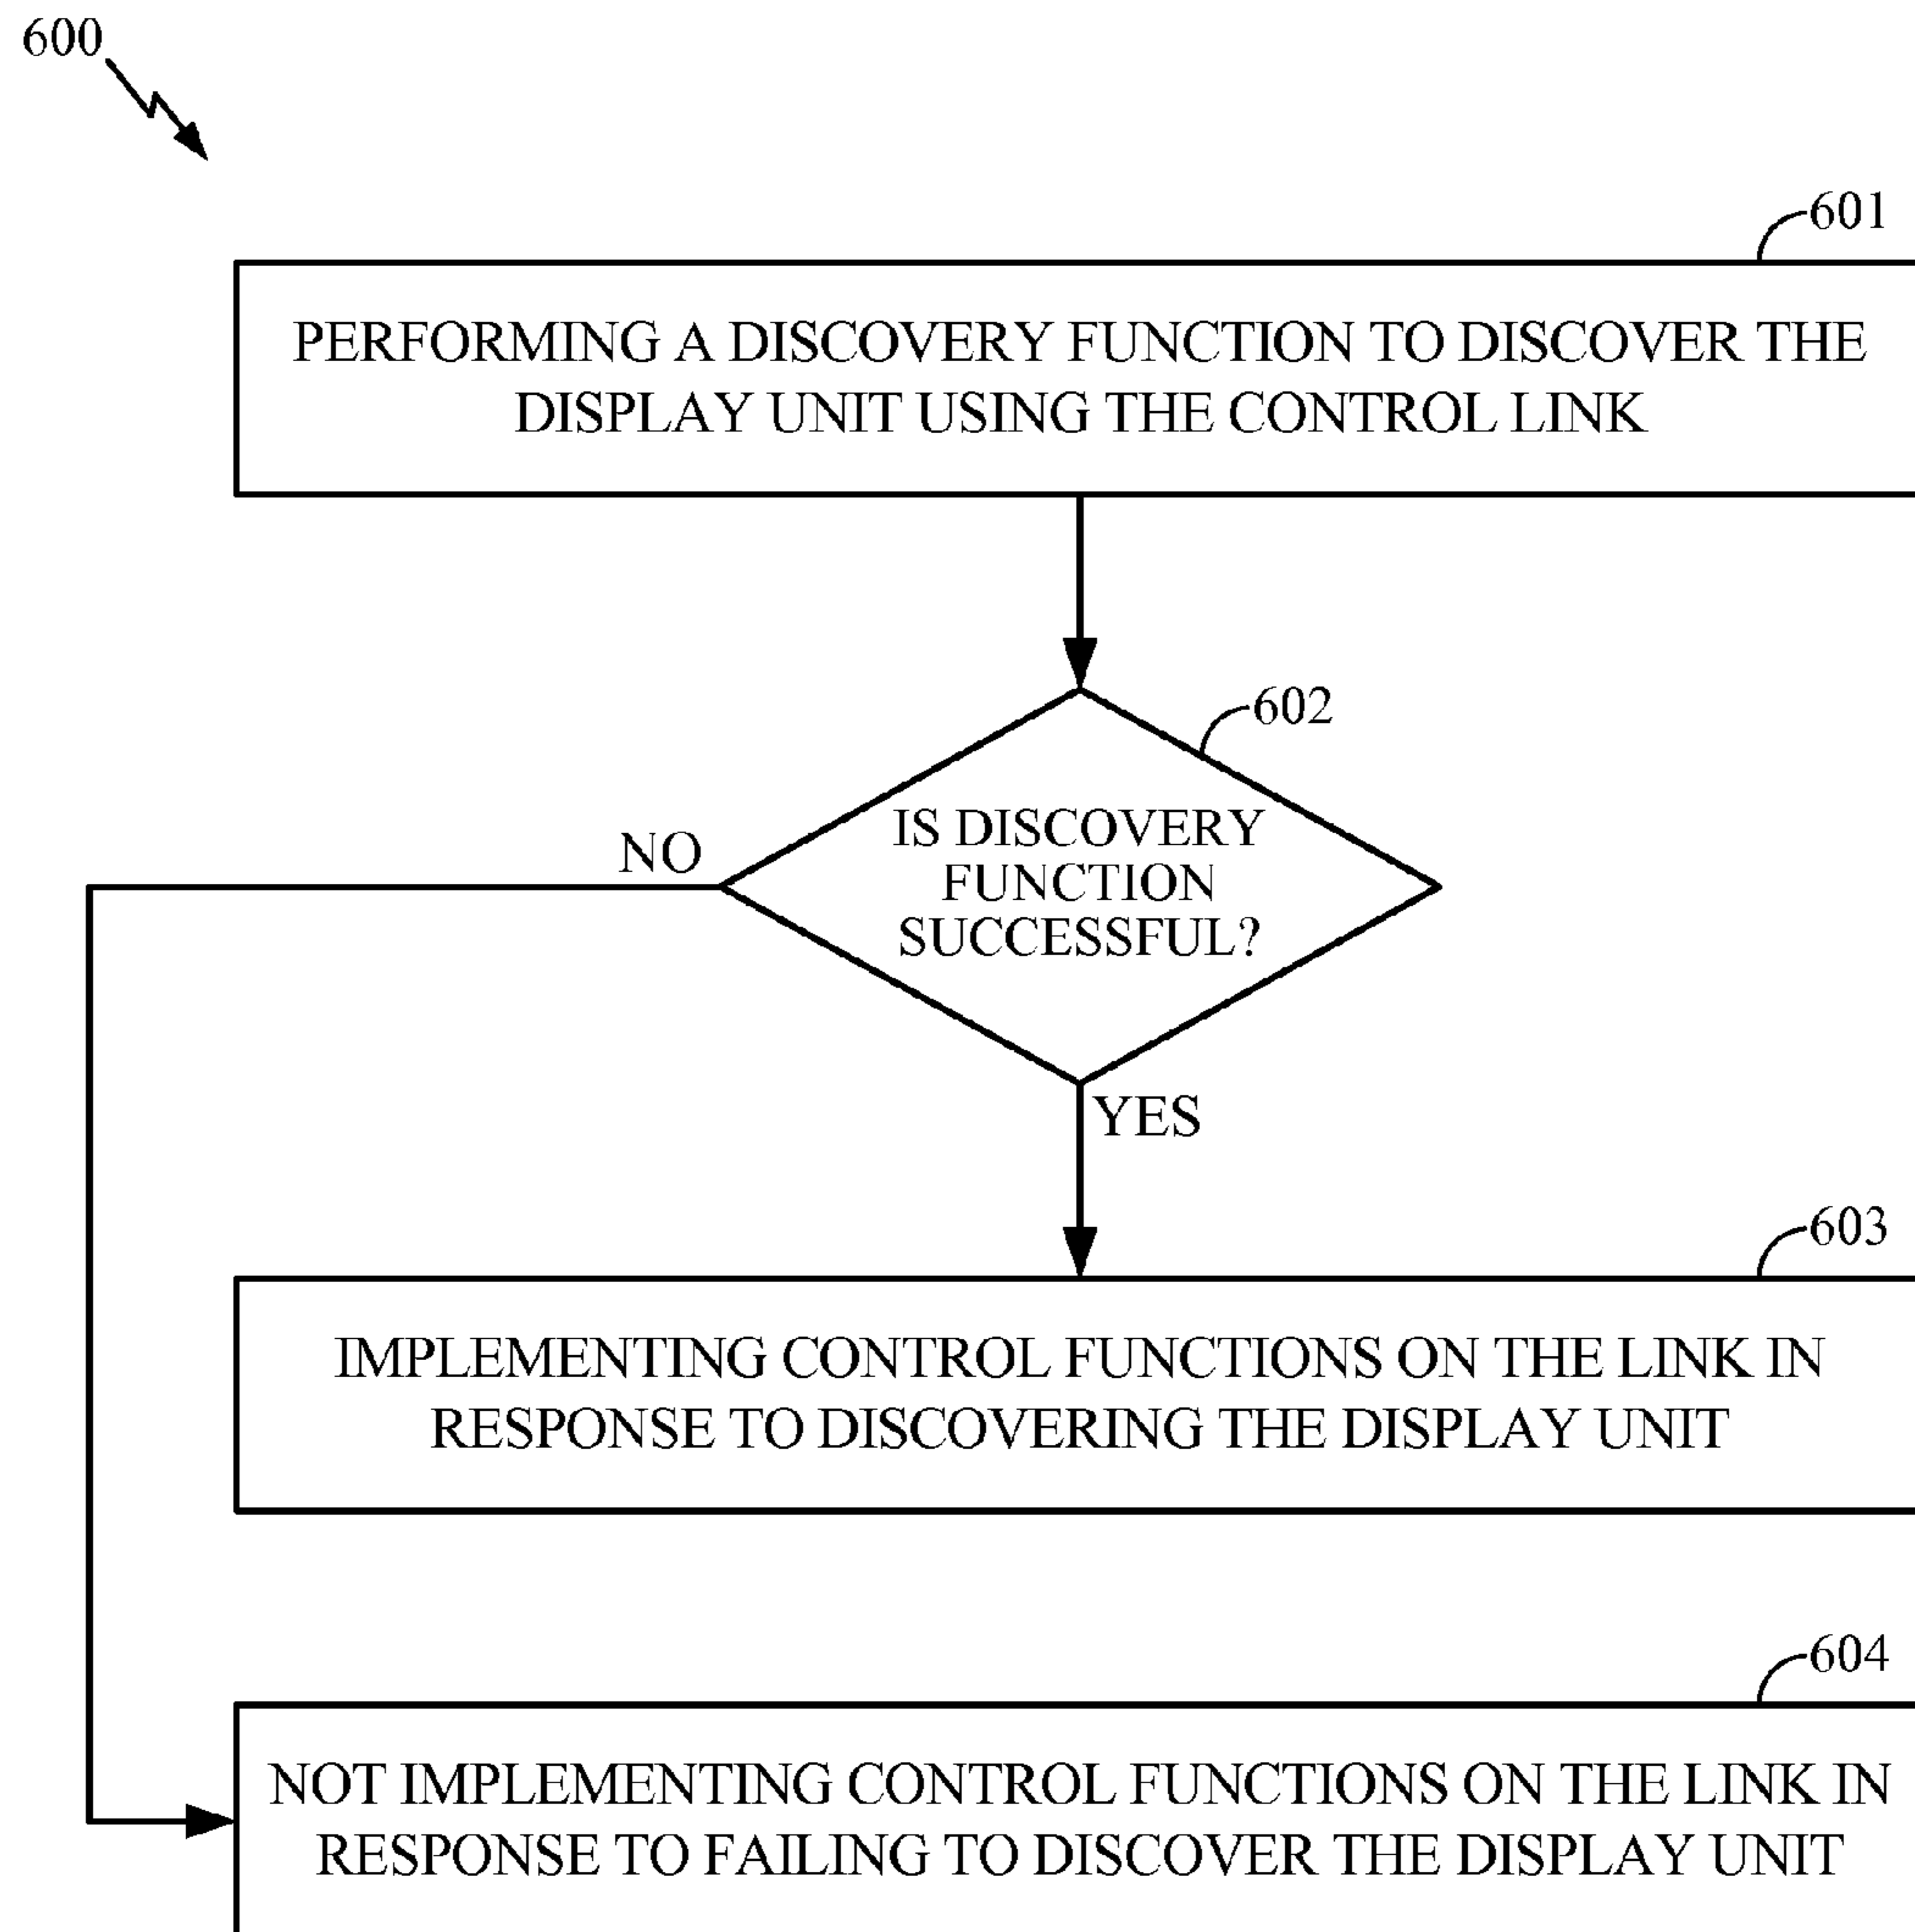 600
601
PERFORMING A DISCOVERY FUNCTION TO DISCOVER THE
DISPLAY UNIT USING THE CONTROL LINK
602
IS DISCOVERY
FUNCTION
SUCCESSFUL?
NO
YES
603
IMPLEMENTING CONTROL FUNCTIONS ON THE LINK IN
RESPONSE TO DISCOVERING THE DISPLAY UNIT
604
NOT IMPLEMENTING CONTROL FUNCTIONS ON THE LINK IN
RESPONSE TO FAILING TO DISCOVER THE DISPLAY UNIT